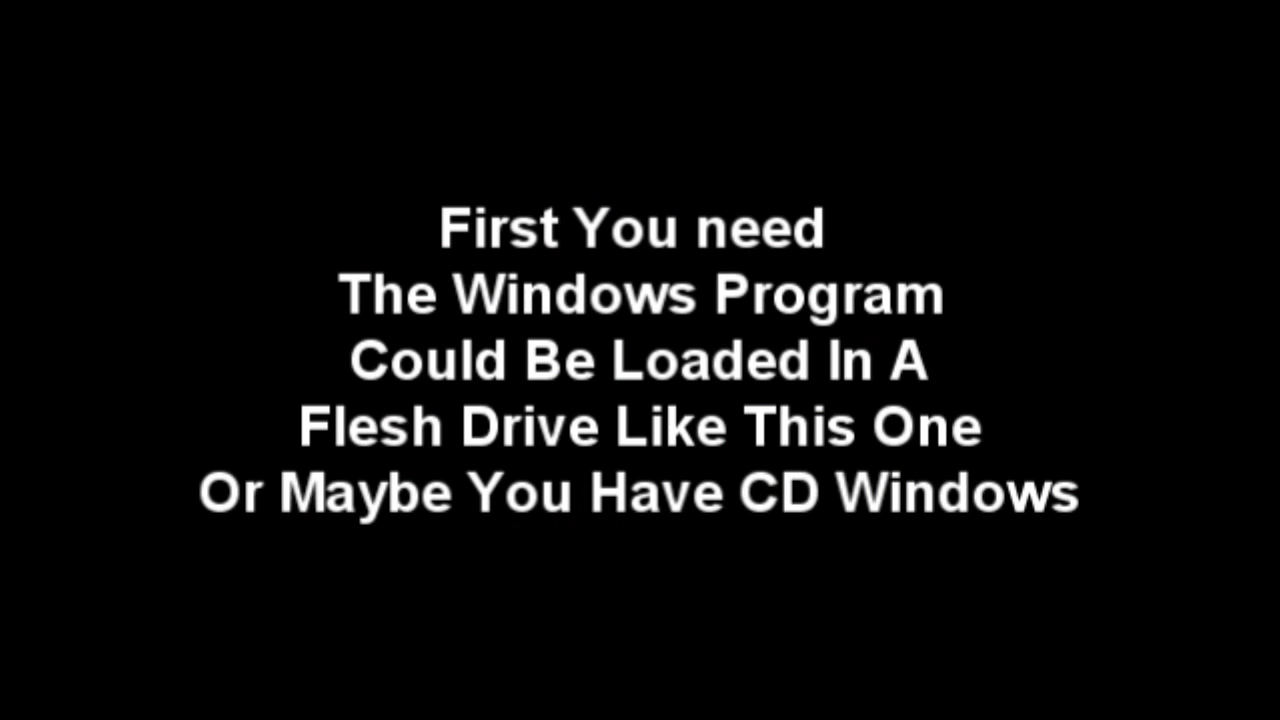 First You need
The Windows Program
Could Be Loaded In A
Flesh Drive Like This One
Or Maybe You Have CD Windows